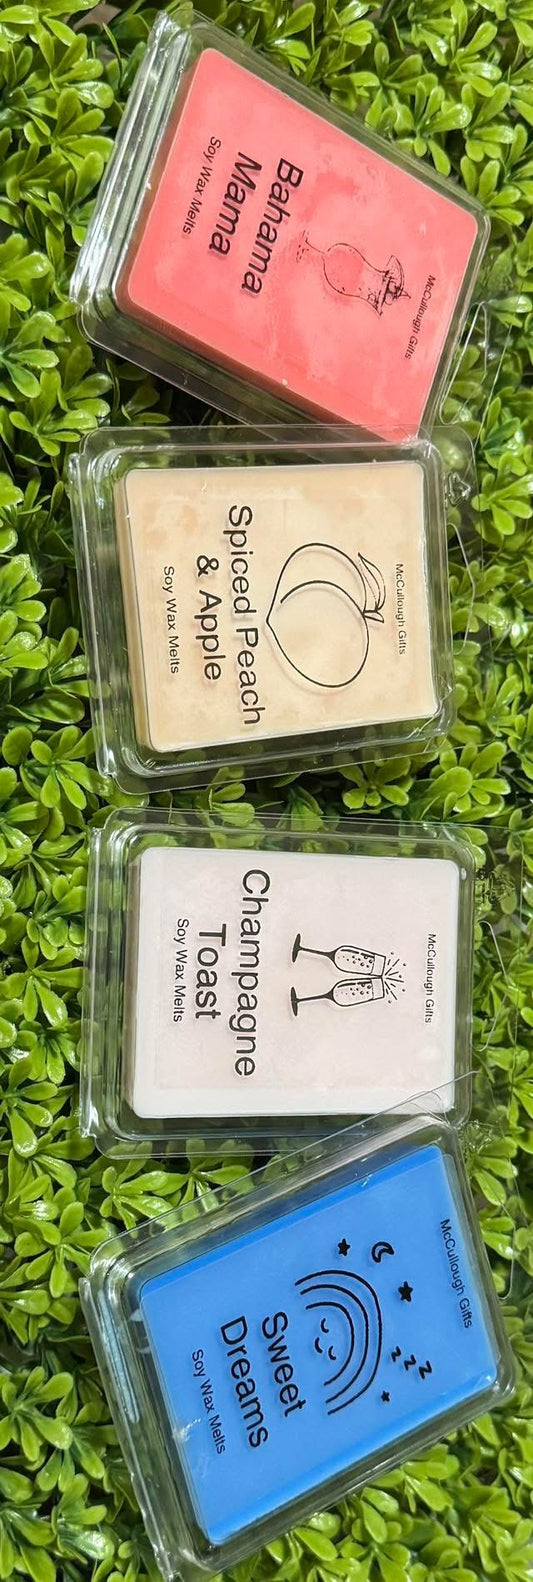 McCullough Gifts
Bahama
Mama
Soy Wax Melts
McCullough Gifts
Spiced Peach
& Apple
Soy Wax Melts
McCullough Gifts
Champagne
Toast
Soy Wax Melts
McCullough Gifts
z z z
Sweet
Dreams
Soy Wax Melts